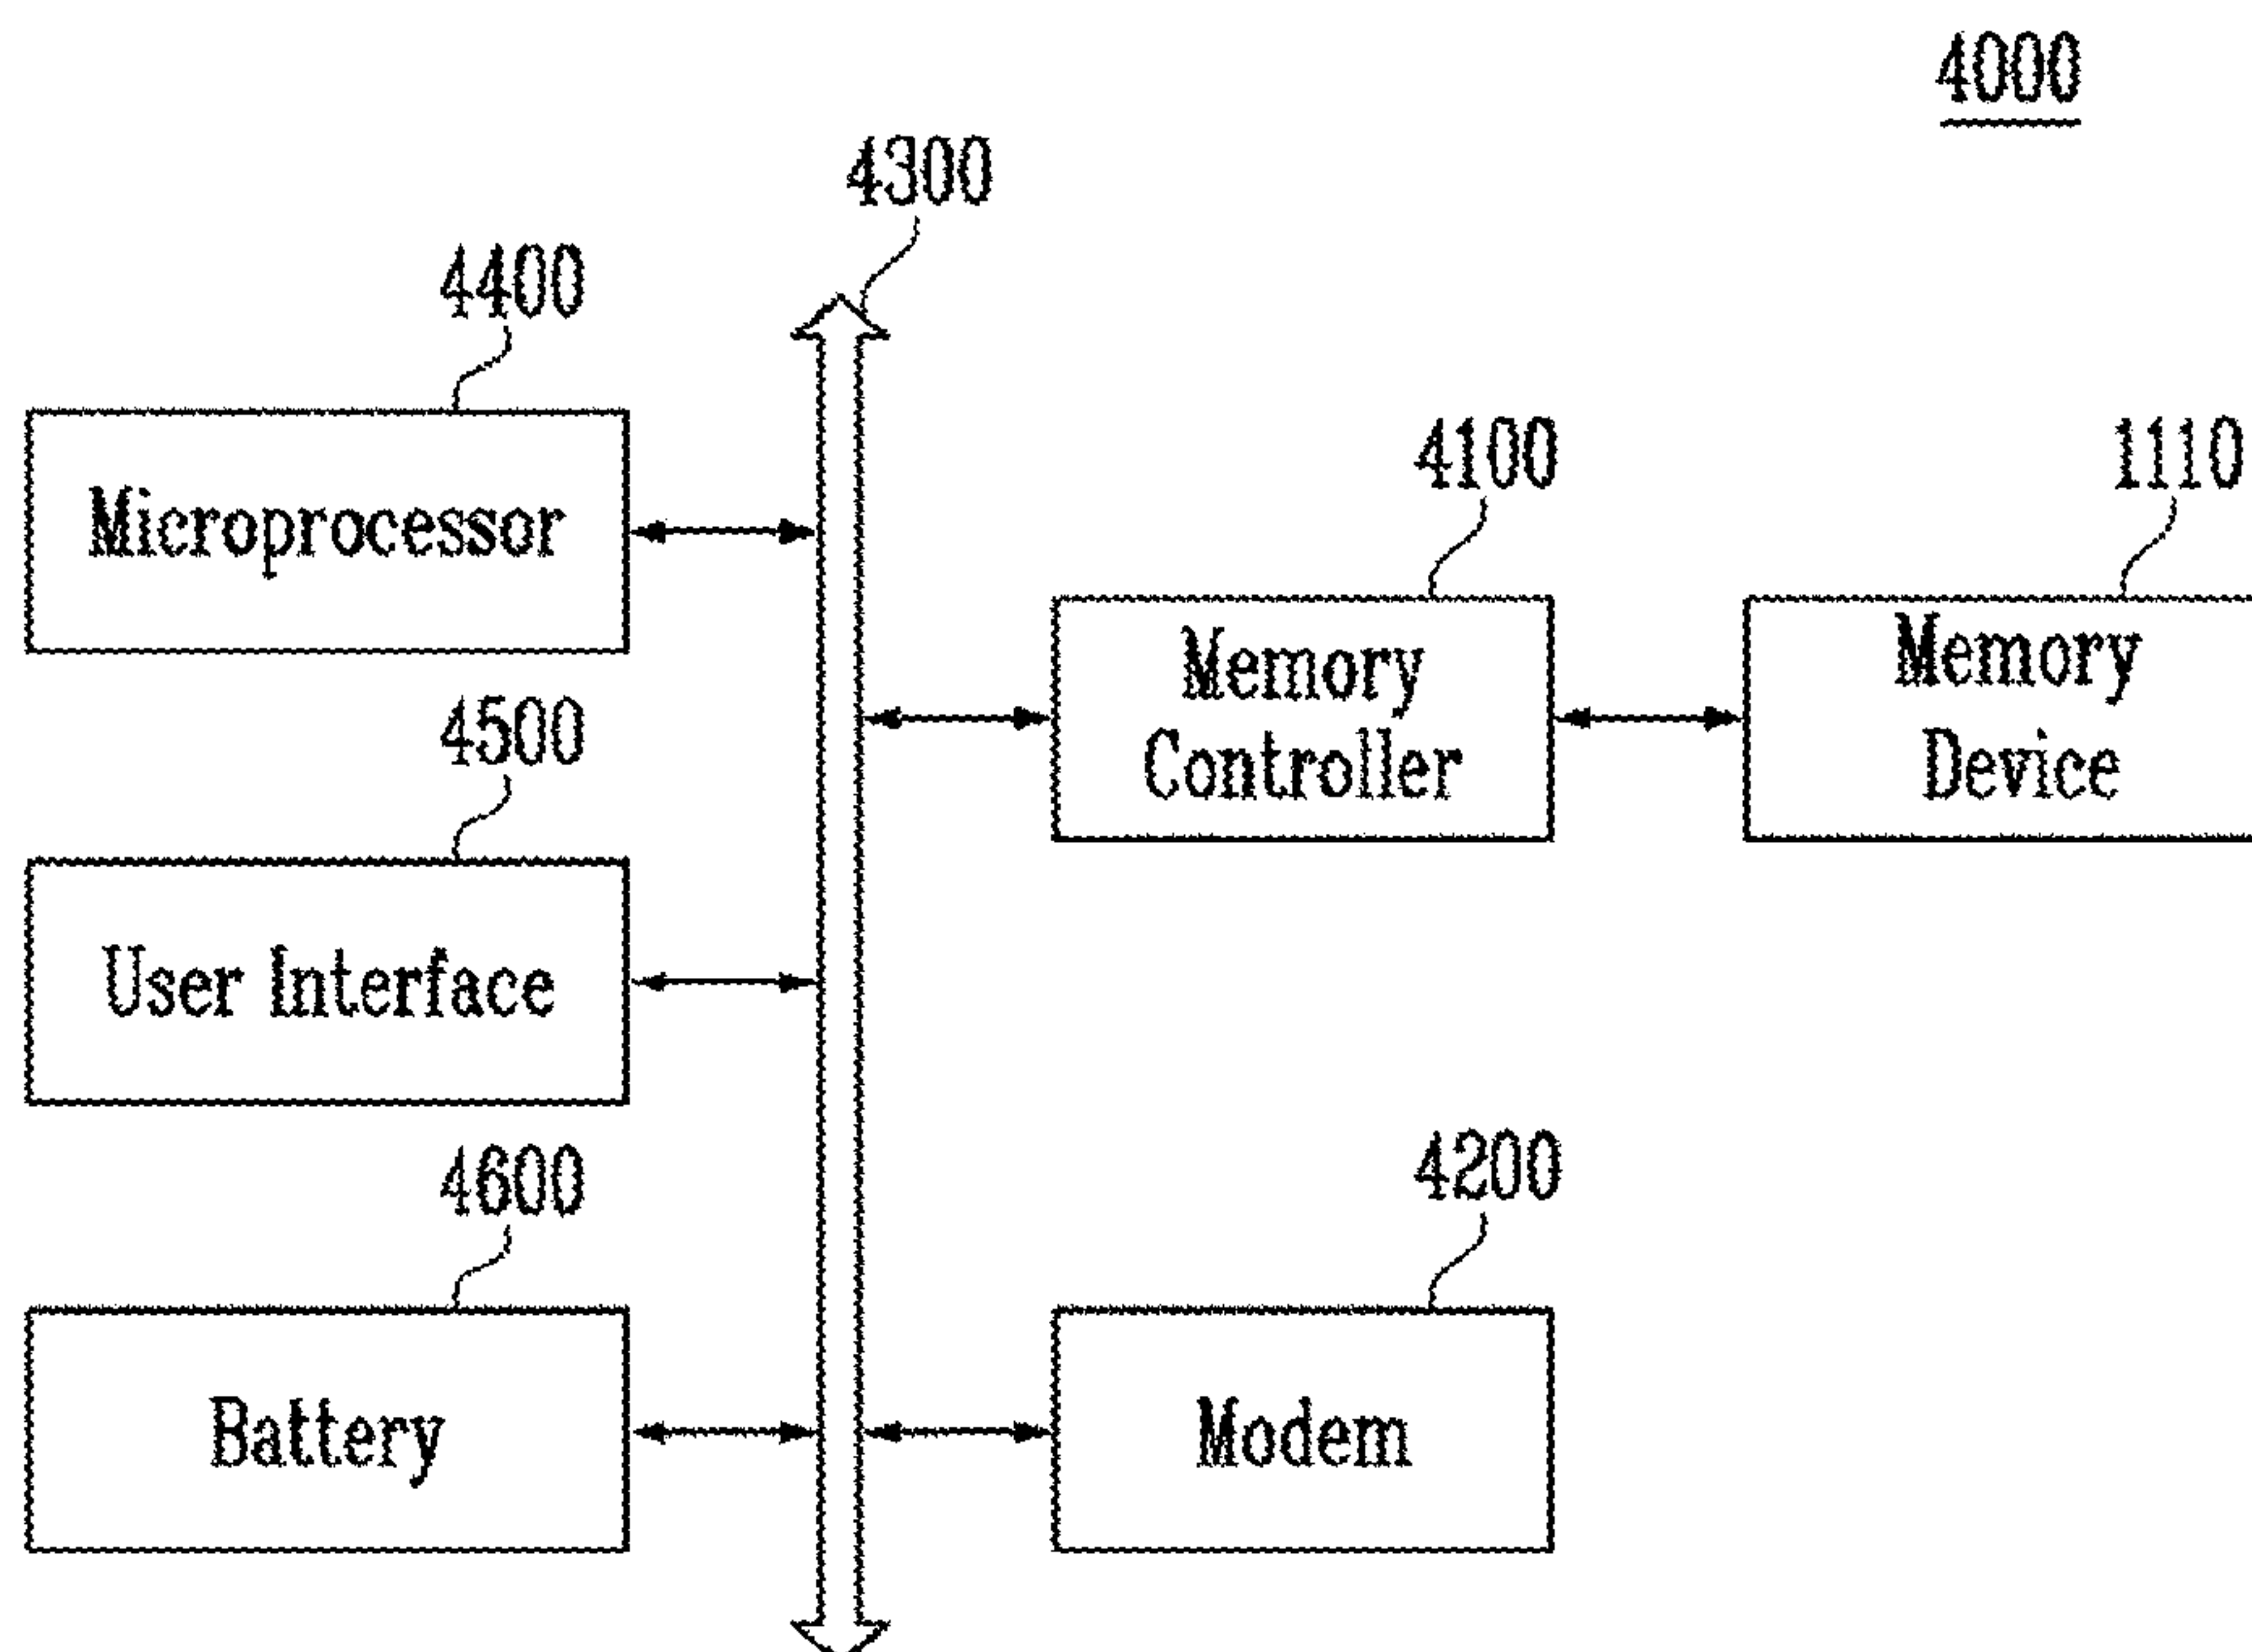 4000
4300
4400
Microprocessor
4100
1110
Memory
Controller
Memory
Device
4500
User Interface
4600
4200
Battery
Modem